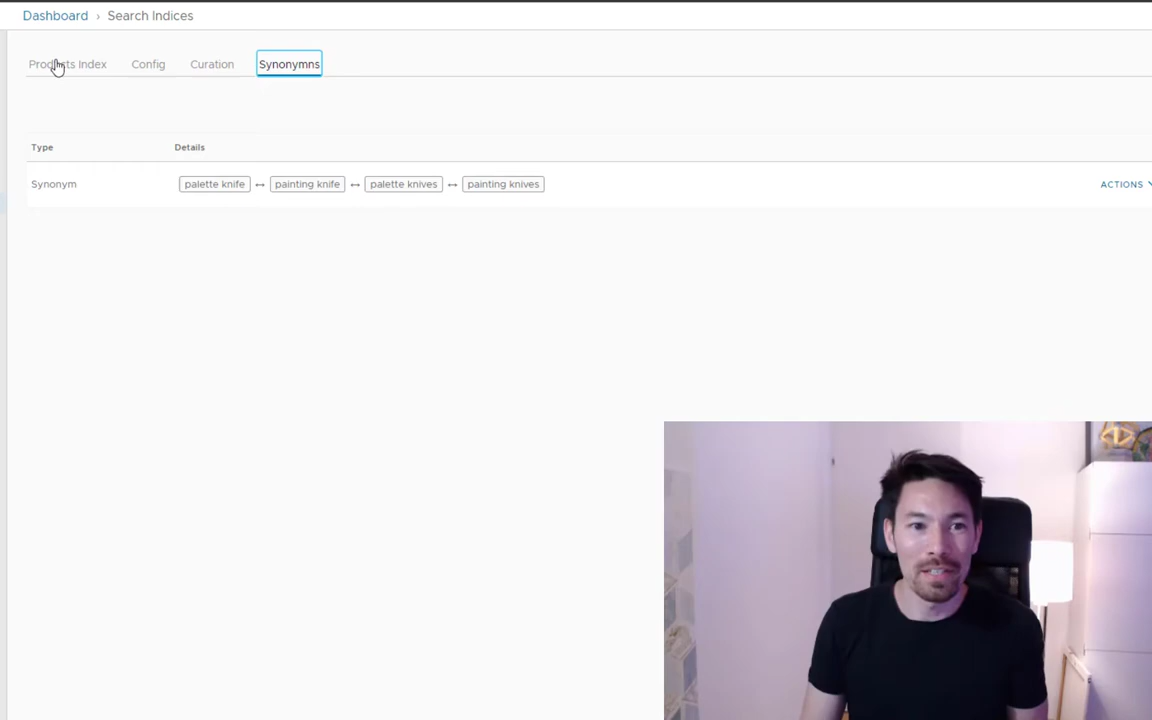 Dashboard › Search Indices
Products Index Config Curation Synonymns
Type Details
Synonym palette knife ↔ painting knife ↔ palette knives ↔ painting knives ACTIONS